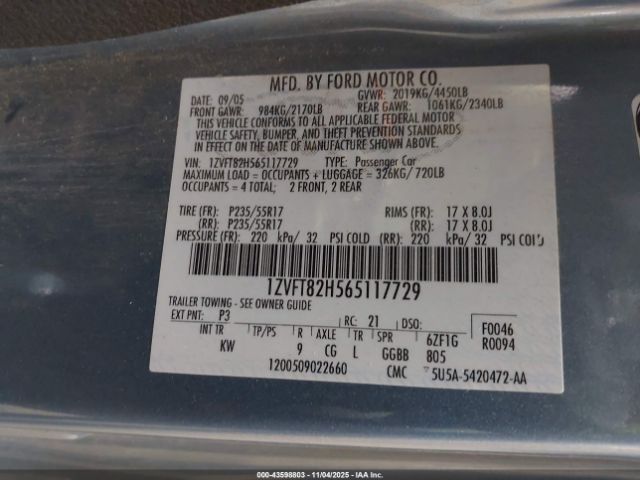 MFD. BY FORD MOTOR CO.
DATE: 09/05 GVWR: 2019KG/4450LB
FRONT GAWR: 984KG/2170LB REAR GAWR: 1061KG/2340LB
THIS VEHICLE CONFORMS TO ALL APPLICABLE FEDERAL MOTOR
VEHICLE SAFETY, BUMPER, AND THEFT PREVENTION STANDARDS
IN EFFECT ON THE DATE OF MANUFACTURE SHOWN ABOVE.
VIN: 1ZVFT82H565117729 TYPE: Passenger Car
MAXIMUM LOAD = OCCUPANTS + LUGGAGE = 326KG/720LB
OCCUPANTS = 4 TOTAL; 2 FRONT, 2 REAR
TIRE (FR): P235/55R17 RIMS (FR): 17 X 8.0J
(RR): P235/55R17 (RR): 17 X 8.0J
PRESSURE (FR): 220 kPa/ 32 PSI COLD (RR): 220 kPa/ 32 PSI COLD
1ZVFT82H565117729
TRAILER TOWING - SEE OWNER GUIDE
EXT PNT: P3 RC: 21 DSO: F0046
INT TR TP/PS R AXLE TR SPR 6ZF1G R0094
KW 9 CG L GGBB 805
1200509022660 CMC 5U5A-5420472-AA
000-43598803 - 11/04/2025 - IAAI, Inc.